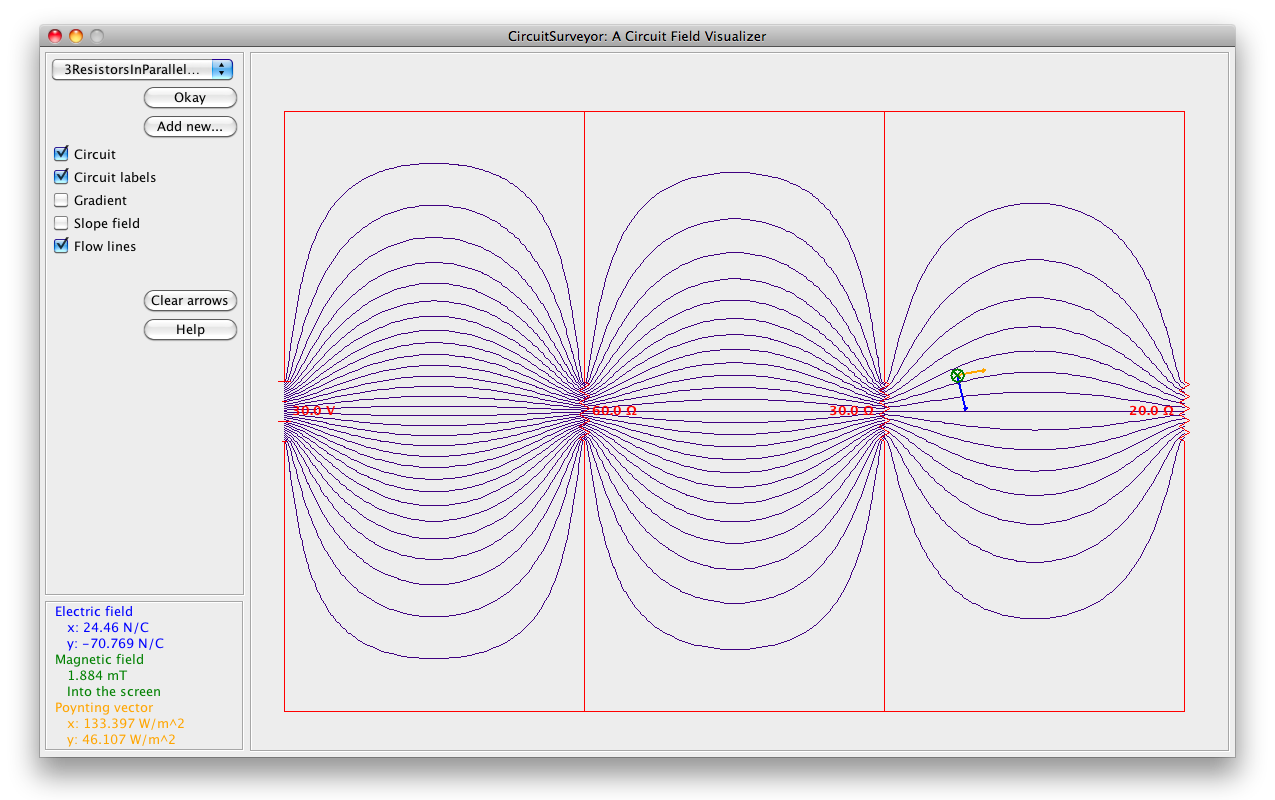 CircuitSurveyor: A Circuit Field Visualizer
3ResistorsInParallel...
Okay
Add new...
Circuit
Circuit labels
Gradient
Slope field
Flow lines
Clear arrows
Help
Electric field
x: 24.46 N/C
y: -70.769 N/C
Magnetic field
1.884 mT
Into the screen
Poynting vector
x: 133.397 W/m^2
y: 46.107 W/m^2
30.0 V
60.0 Ω
30.0 Ω
20.0 Ω